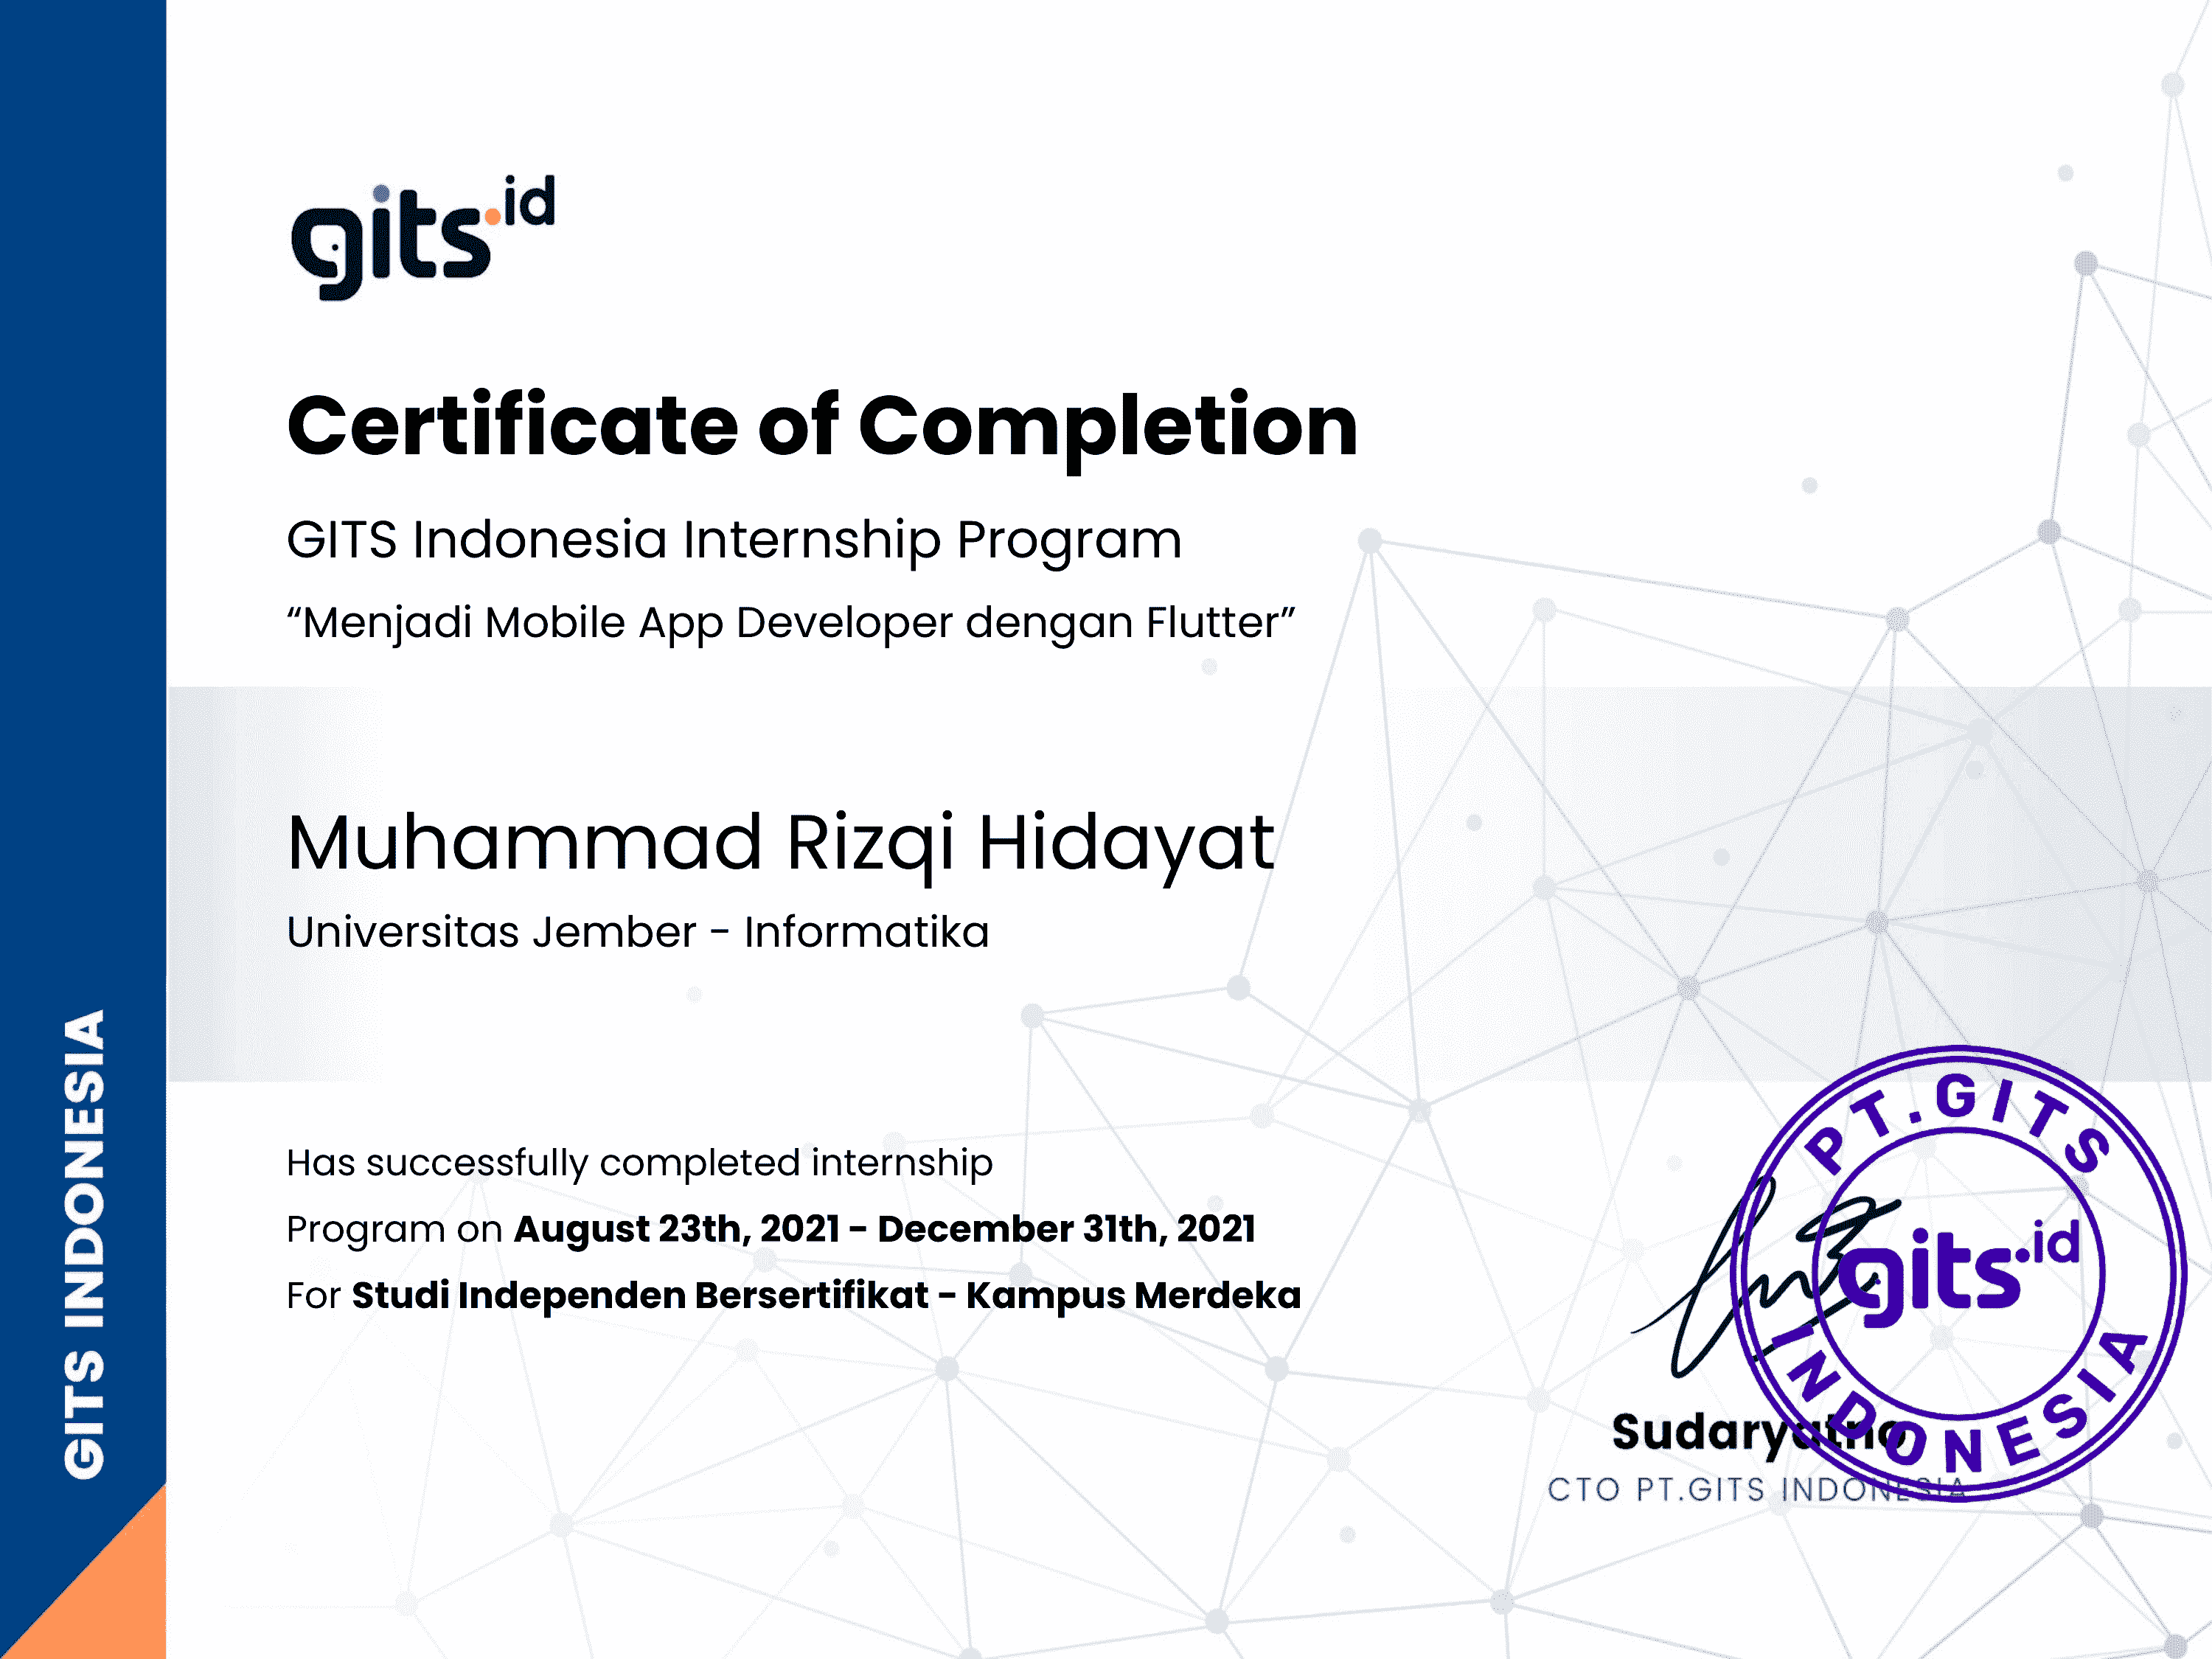 gits.id
Certificate of Completion
GITS Indonesia Internship Program
“Menjadi Mobile App Developer dengan Flutter”
Muhammad Rizqi Hidayat
Universitas Jember - Informatika
Has successfully completed internship
Program on August 23th, 2021 - December 31th, 2021
For Studi Independen Bersertifikat - Kampus Merdeka
GITS INDONESIA
PT.GITS
gits.id
INDONESIA
Sudaryatno
CTO PT.GITS INDONESIA